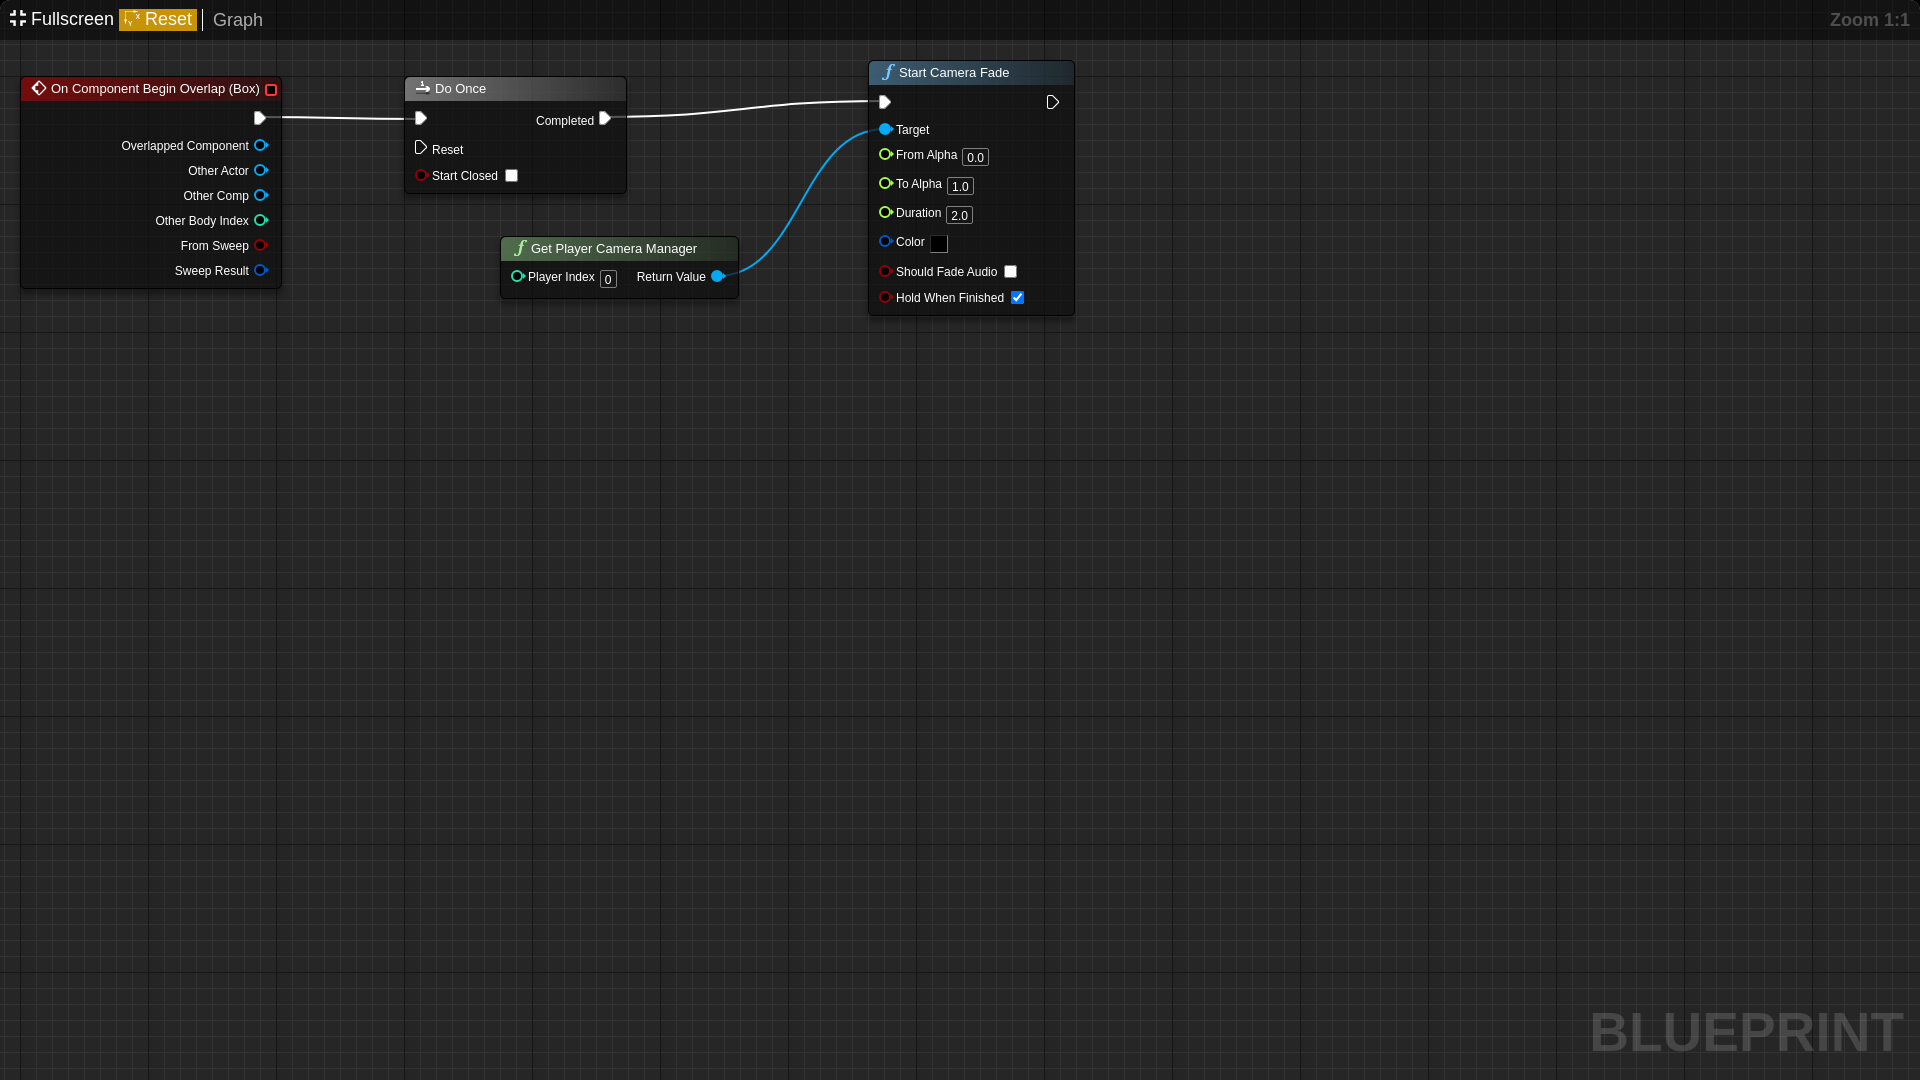 Fullscreen Reset Graph Zoom 1:1
On Component Begin Overlap (Box)
Overlapped Component
Other Actor
Other Comp
Other Body Index
From Sweep
Sweep Result
Do Once
Completed
Reset
Start Closed
Get Player Camera Manager
Player Index 0 Return Value
Start Camera Fade
Target
From Alpha 0.0
To Alpha 1.0
Duration 2.0
Color
Should Fade Audio
Hold When Finished
BLUEPRINT